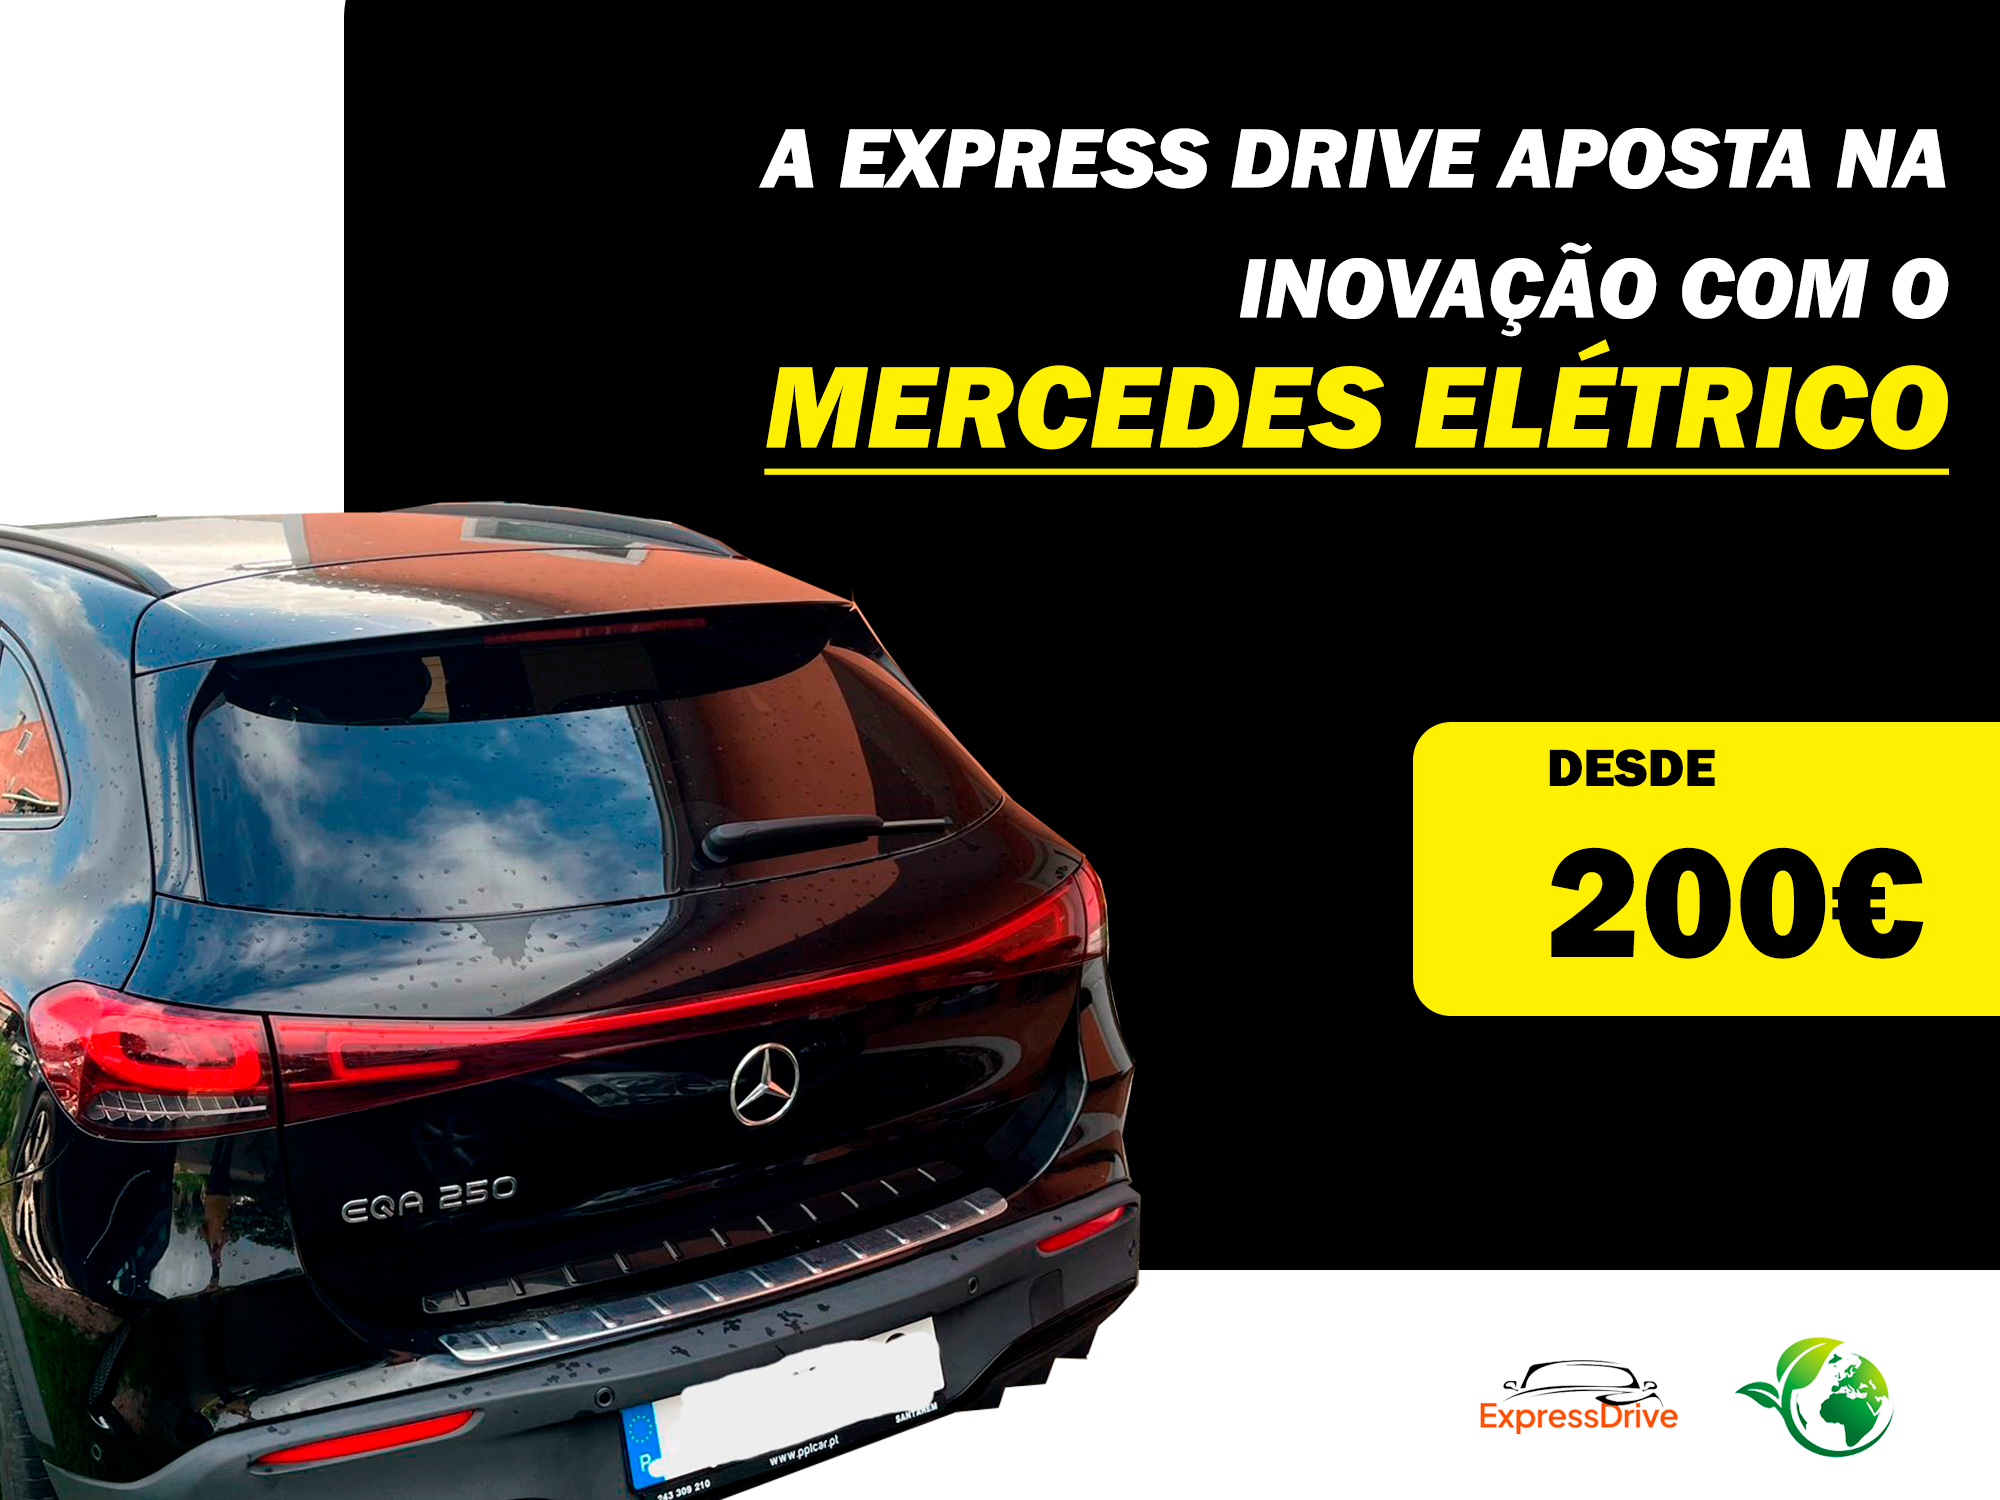 A EXPRESS DRIVE APOSTA NA
INOVAÇÃO COM O
MERCEDES ELÉTRICO
DESDE
200€
EQA 250
P
SANTARÉM
www.pplcar.pt
243 309 210
ExpressDrive